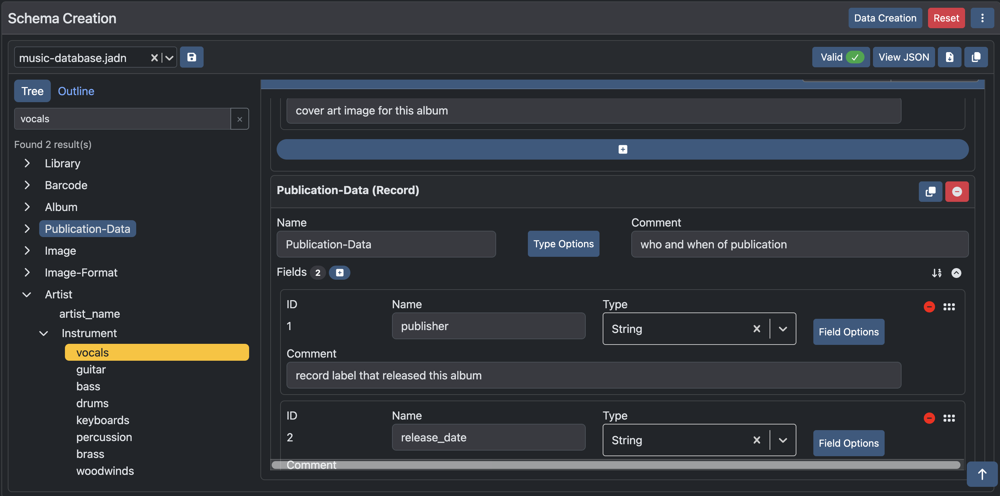 Schema Creation
Data Creation
Reset
music-database.jadn
Valid
View JSON
Tree
Outline
vocals
Found 2 result(s)
Library
Barcode
Album
Publication-Data
Image
Image-Format
Artist
artist_name
Instrument
vocals
guitar
bass
drums
keyboards
percussion
brass
woodwinds
cover art image for this album
Publication-Data (Record)
Name
Comment
Publication-Data
Type Options
who and when of publication
Fields 2
ID
Name
Type
1
publisher
String
Field Options
Comment
record label that released this album
ID
Name
Type
2
release_date
String
Field Options
Comment